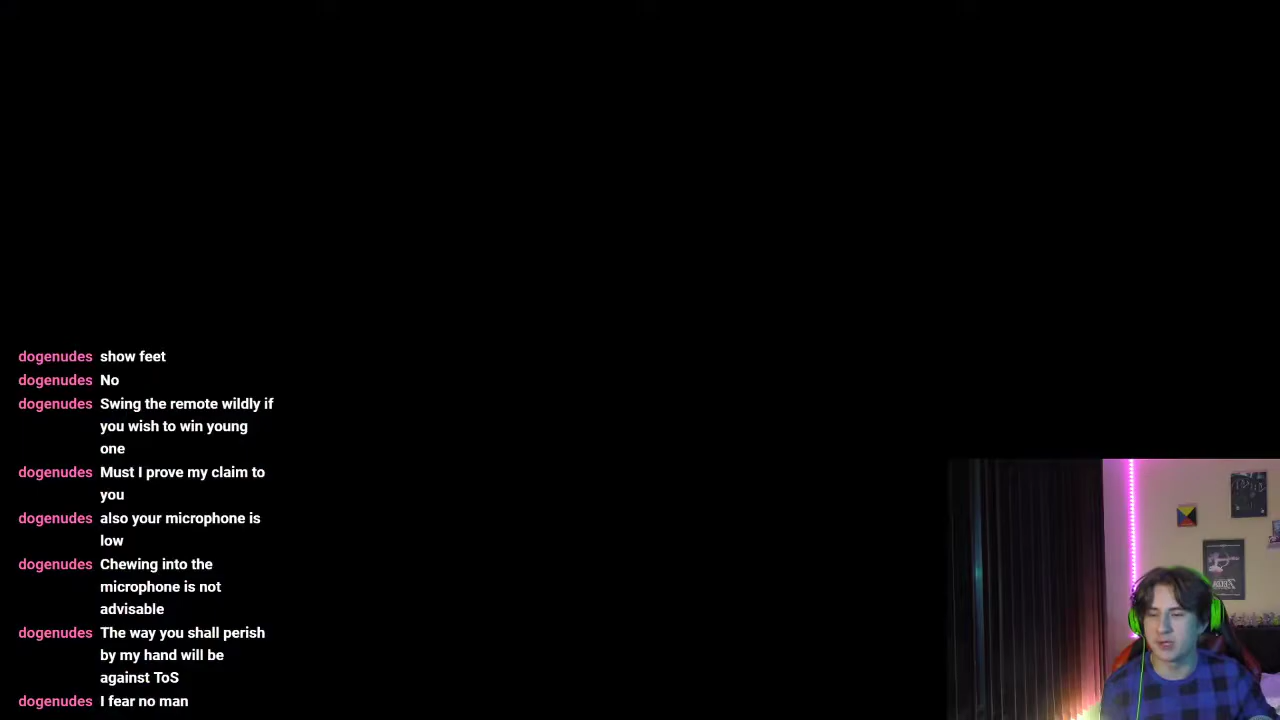 dogenudes show feet
dogenudes No
dogenudes Swing the remote wildly if
you wish to win young
one
dogenudes Must I prove my claim to
you
dogenudes also your microphone is
low
dogenudes Chewing into the
microphone is not
advisable
dogenudes The way you shall perish
by my hand will be
against ToS
dogenudes I fear no man